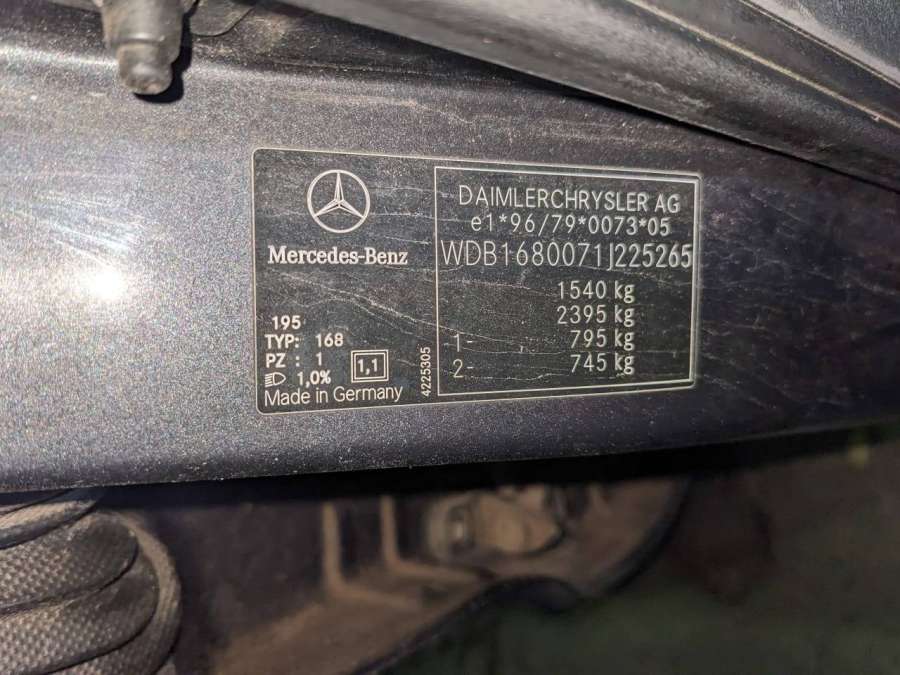 Mercedes-Benz
195
TYP: 168
PZ : 1
1,0%
1,1
Made in Germany
4225305
DAIMLERCHRYSLER AG
e1*96/79*0073*05
WDB1680071J225265
1540 kg
2395 kg
1- 795 kg
2- 745 kg